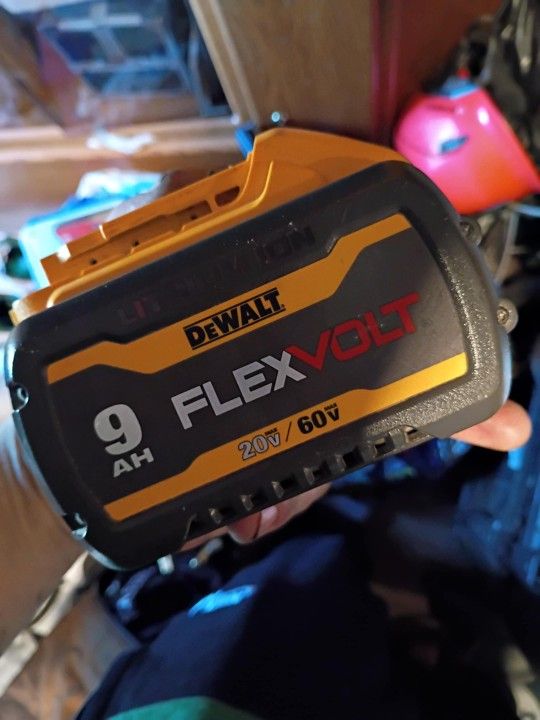 LITHIUM ION
DEWALT
FLEXVOLT
9
AH
20V MAX / 60V MAX